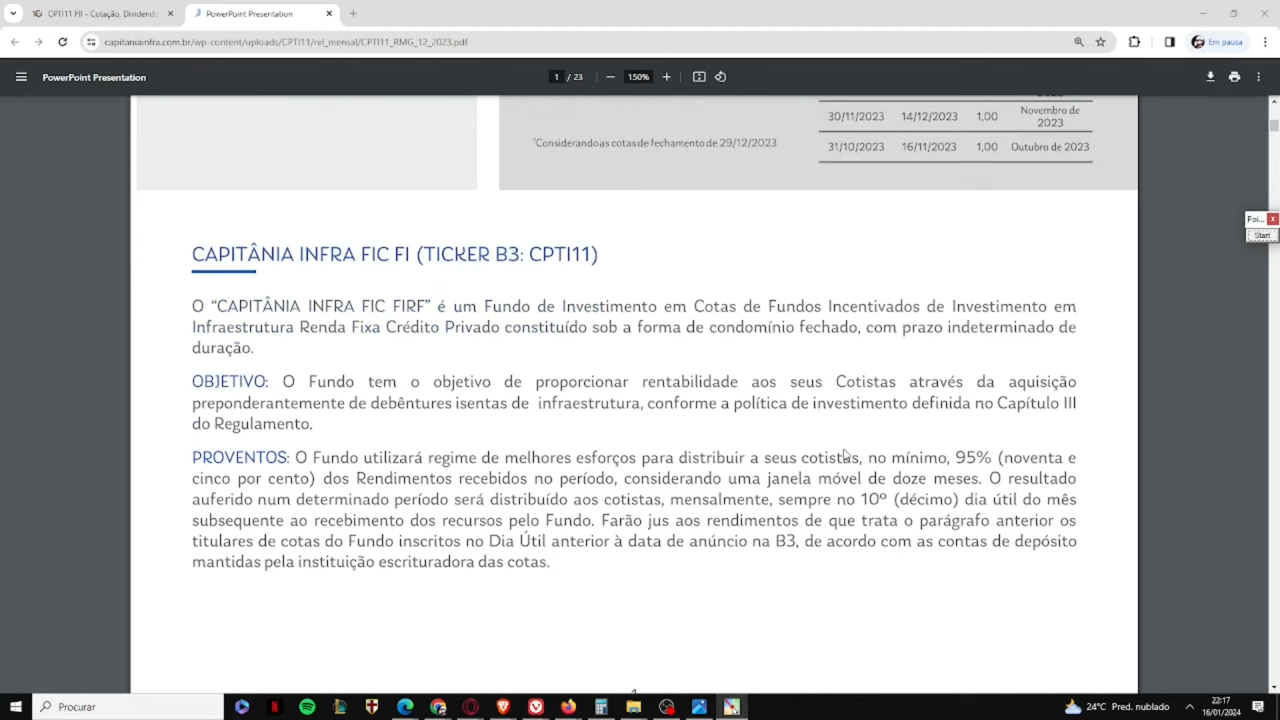 CPTI11 FII - Cotação, Dividendo
PowerPoint Presentation
capitaniainfra.com.br/wp-content/uploads/CPTI11/rel_mensal/CPTI11_RMG_12_2023.pdf
Em pausa
PowerPoint Presentation
1 / 23
150%
30/11/2023 14/12/2023 1,00 Novembro de
2023
31/10/2023 16/11/2023 1,00 Outubro de 2023
¹Considerando as cotas de fechamento de 29/12/2023
Poi...
Start
CAPITÂNIA INFRA FIC FI (TICKER B3: CPTI11)
O “CAPITÂNIA INFRA FIC FIRF” é um Fundo de Investimento em Cotas de Fundos Incentivados de Investimento em
Infraestrutura Renda Fixa Crédito Privado constituído sob a forma de condomínio fechado, com prazo indeterminado de
duração.
OBJETIVO: O Fundo tem o objetivo de proporcionar rentabilidade aos seus Cotistas através da aquisição
preponderantemente de debêntures isentas de infraestrutura, conforme a política de investimento definida no Capítulo III
do Regulamento.
PROVENTOS: O Fundo utilizará regime de melhores esforços para distribuir a seus cotistas, no mínimo, 95% (noventa e
cinco por cento) dos Rendimentos recebidos no período, considerando uma janela móvel de doze meses. O resultado
auferido num determinado período será distribuído aos cotistas, mensalmente, sempre no 10º (décimo) dia útil do mês
subsequente ao recebimento dos recursos pelo Fundo. Farão jus aos rendimentos de que trata o parágrafo anterior os
titulares de cotas do Fundo inscritos no Dia Útil anterior à data de anúncio na B3, de acordo com as contas de depósito
mantidas pela instituição escrituradora das cotas.
Procurar
24°C Pred. nublado
22:17
16/01/2024